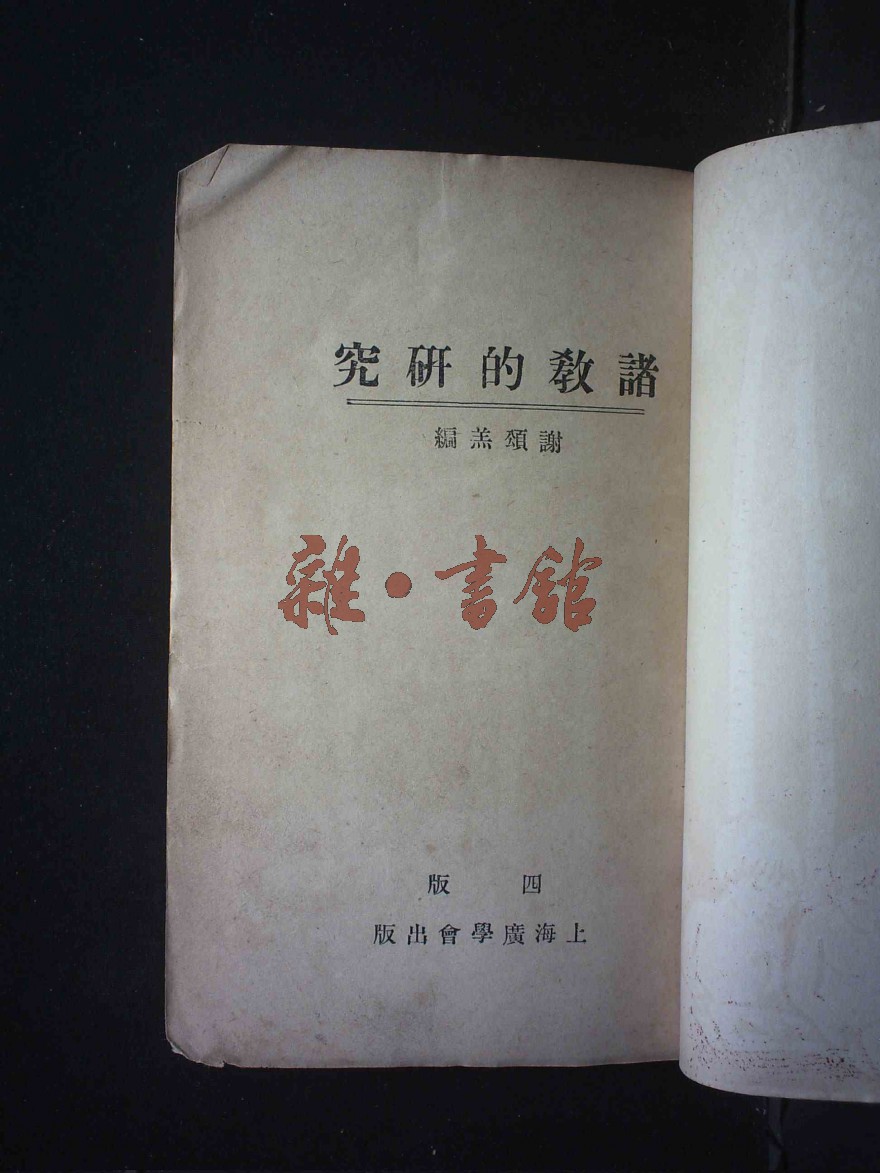 諸教的研究
謝頌羔編
雜·書館
四版
上海廣學會出版